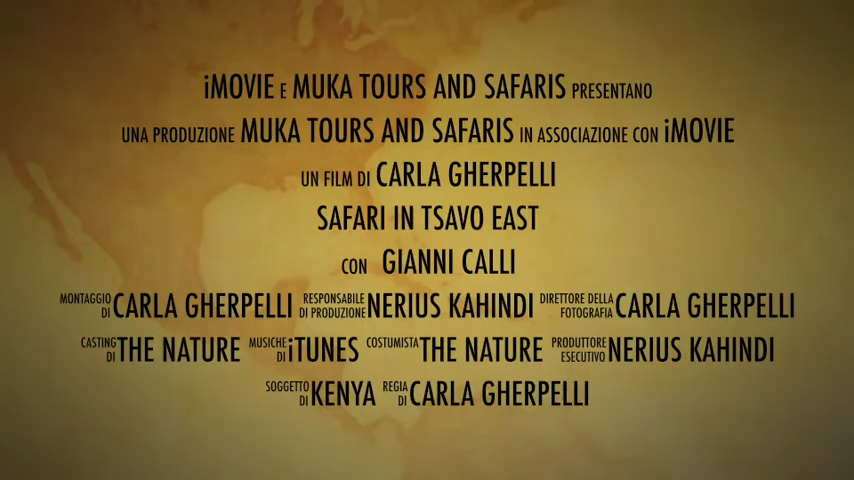 iMOVIE E MUKA TOURS AND SAFARIS PRESENTANO
UNA PRODUZIONE MUKA TOURS AND SAFARIS IN ASSOCIAZIONE CON iMOVIE
UN FILM DI CARLA GHERPELLI
SAFARI IN TSAVO EAST
CON GIANNI CALLI
MONTAGGIO DI CARLA GHERPELLI RESPONSABILE DI PRODUZIONE NERIUS KAHINDI DIRETTORE DELLA FOTOGRAFIA CARLA GHERPELLI
CASTING DI THE NATURE MUSICHE DI iTUNES COSTUMISTA THE NATURE PRODUTTORE ESECUTIVO NERIUS KAHINDI
SOGGETTO DI KENYA REGIA DI CARLA GHERPELLI